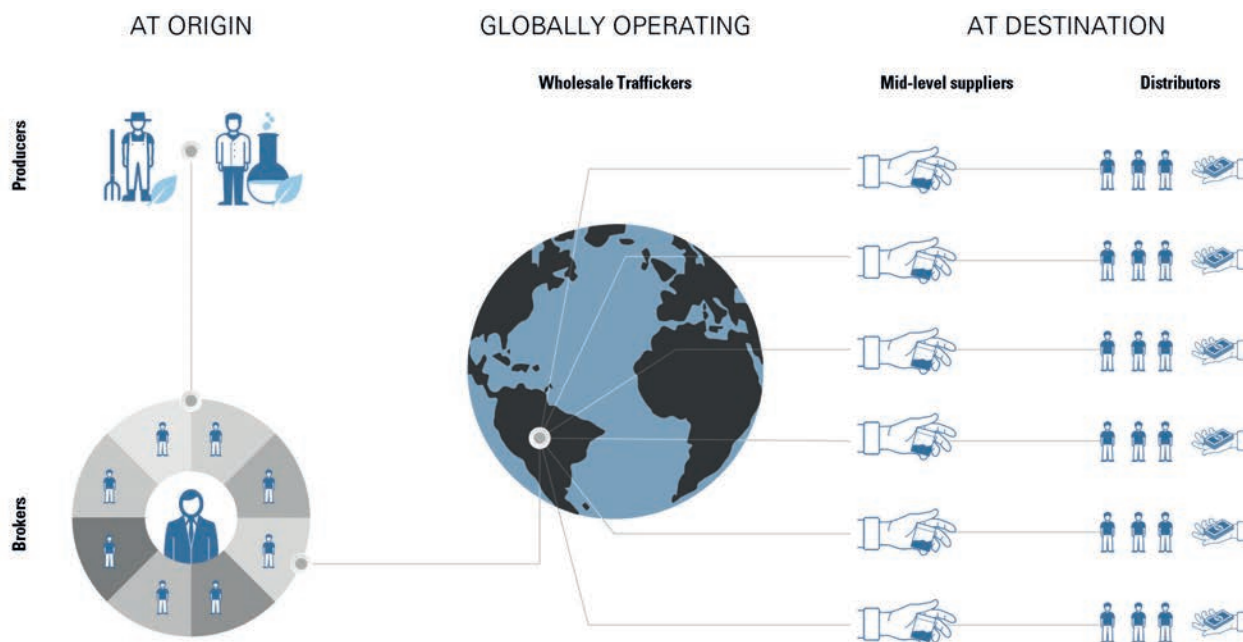 AT ORIGIN
GLOBALLY OPERATING
AT DESTINATION
Wholesale Traffickers
Mid-level suppliers
Distributors
Producers
Brokers